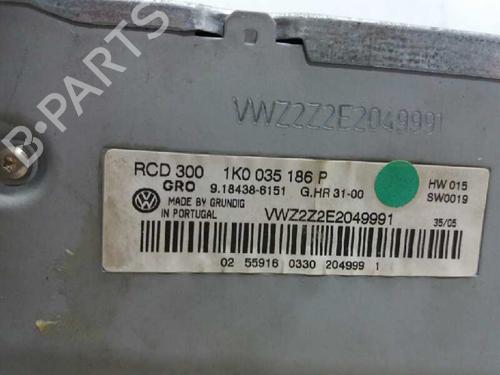 VWZ2Z2E2049991
RCD 300 1K0 035 186 P
GRO 9.18438-6151 G.HR 31-00
HW 015
SW0019
MADE BY GRUNDIG
IN PORTUGAL
VWZ2Z2E2049991
35/05
02 55916 0330 204999 1
B-PARTS